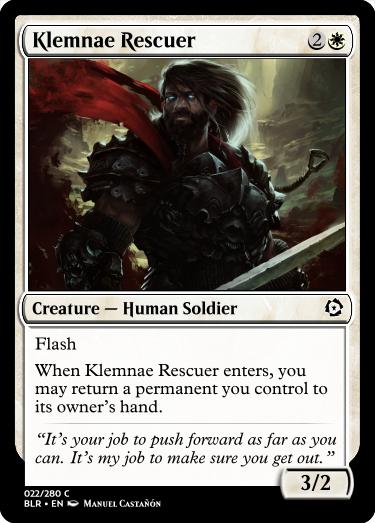 Klemnae Rescuer 2
Creature — Human Soldier
Flash
When Klemnae Rescuer enters, you
may return a permanent you control to
its owner's hand.
“It's your job to push forward as far as you
can. It's my job to make sure you get out.”
3/2
022/280 C
BLR • EN Manuel Castañón